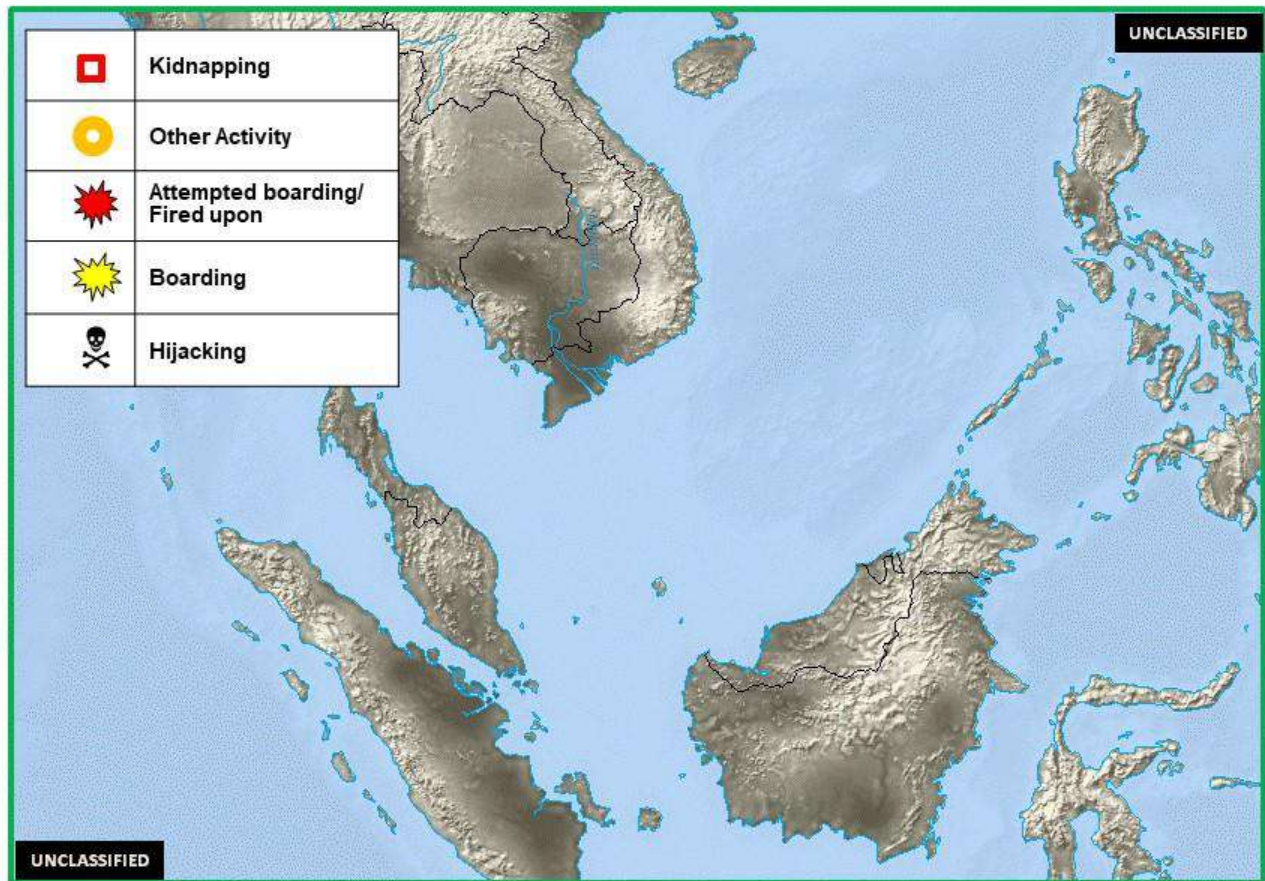 UNCLASSIFIED
Kidnapping
Other Activity
Attempted boarding/
Fired upon
Boarding
Hijacking
UNCLASSIFIED